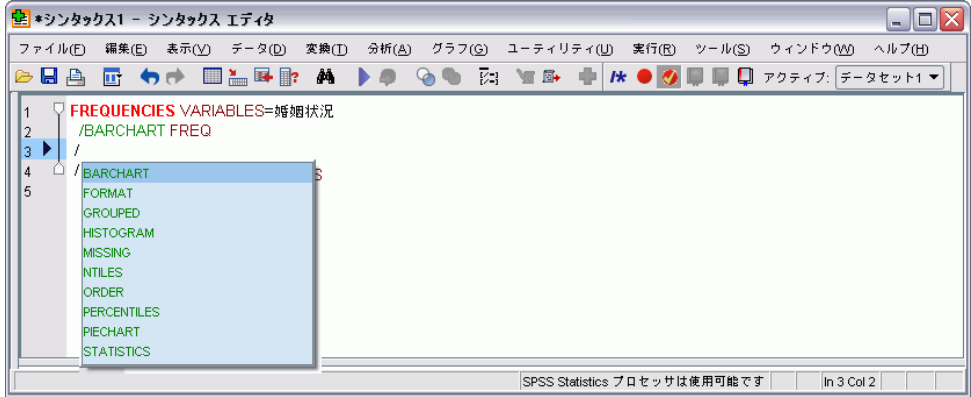 *シンタックス1 - シンタックス エディタ
ファイル(F) 編集(E) 表示(V) データ(D) 変換(T) 分析(A) グラフ(G) ユーティリティ(U) 実行(R) ツール(S) ウィンドウ(W) ヘルプ(H)
アクティブ: データセット1
1 FREQUENCIES VARIABLES=婚姻状況
2 /BARCHART FREQ
3 /
4 /
5
BARCHART
FORMAT
GROUPED
HISTOGRAM
MISSING
NTILES
ORDER
PERCENTILES
PIECHART
STATISTICS
SPSS Statistics プロセッサは使用可能です
In 3 Col 2